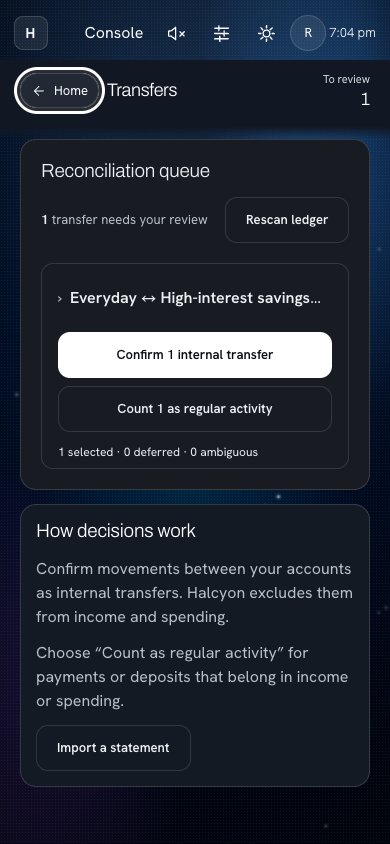 H
Console
R
7:04 pm
← Home
Transfers
To review
1
Reconciliation queue
1 transfer needs your review
Rescan ledger
› Everyday ↔ High-interest savings...
Confirm 1 internal transfer
Count 1 as regular activity
1 selected · 0 deferred · 0 ambiguous
How decisions work
Confirm movements between your accounts
as internal transfers. Halcyon excludes them
from income and spending.
Choose “Count as regular activity” for
payments or deposits that belong in income
or spending.
Import a statement